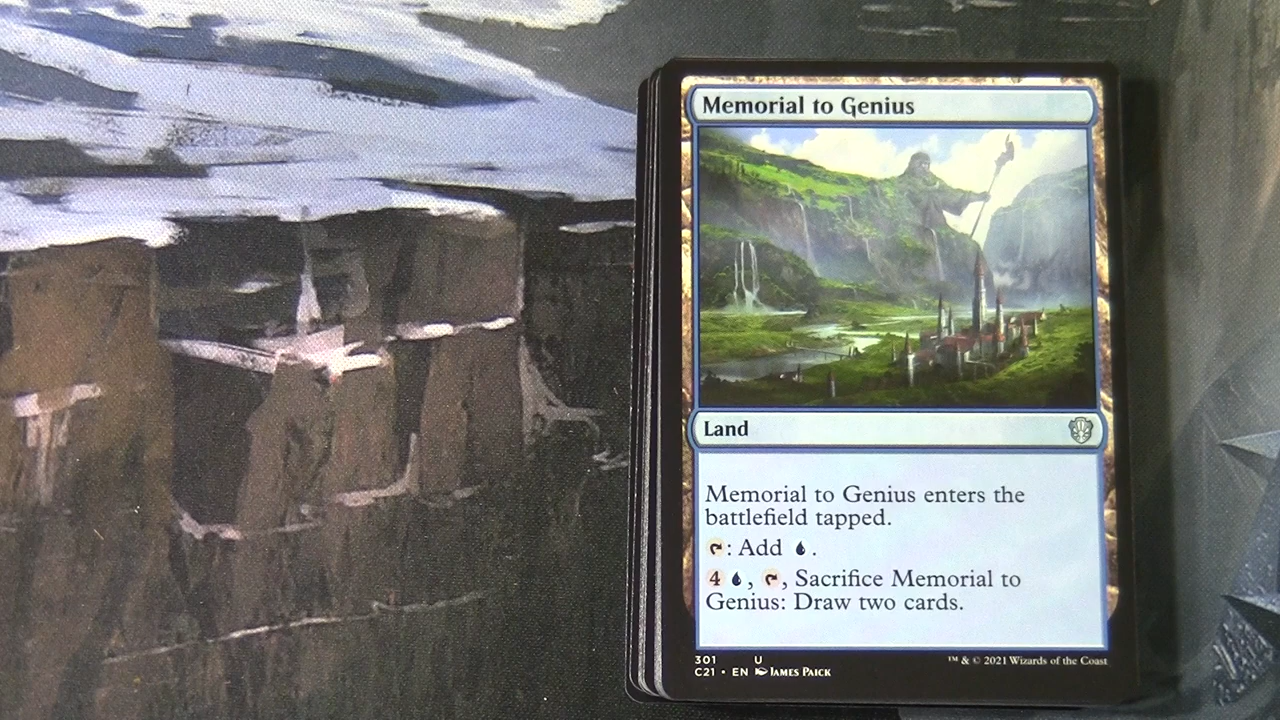 Memorial to Genius
Land
Memorial to Genius enters the
battlefield tapped.
: Add .
4 , , Sacrifice Memorial to
Genius: Draw two cards.
301 U
C21 • EN JAMES PAICK
™ & © 2021 Wizards of the Coast